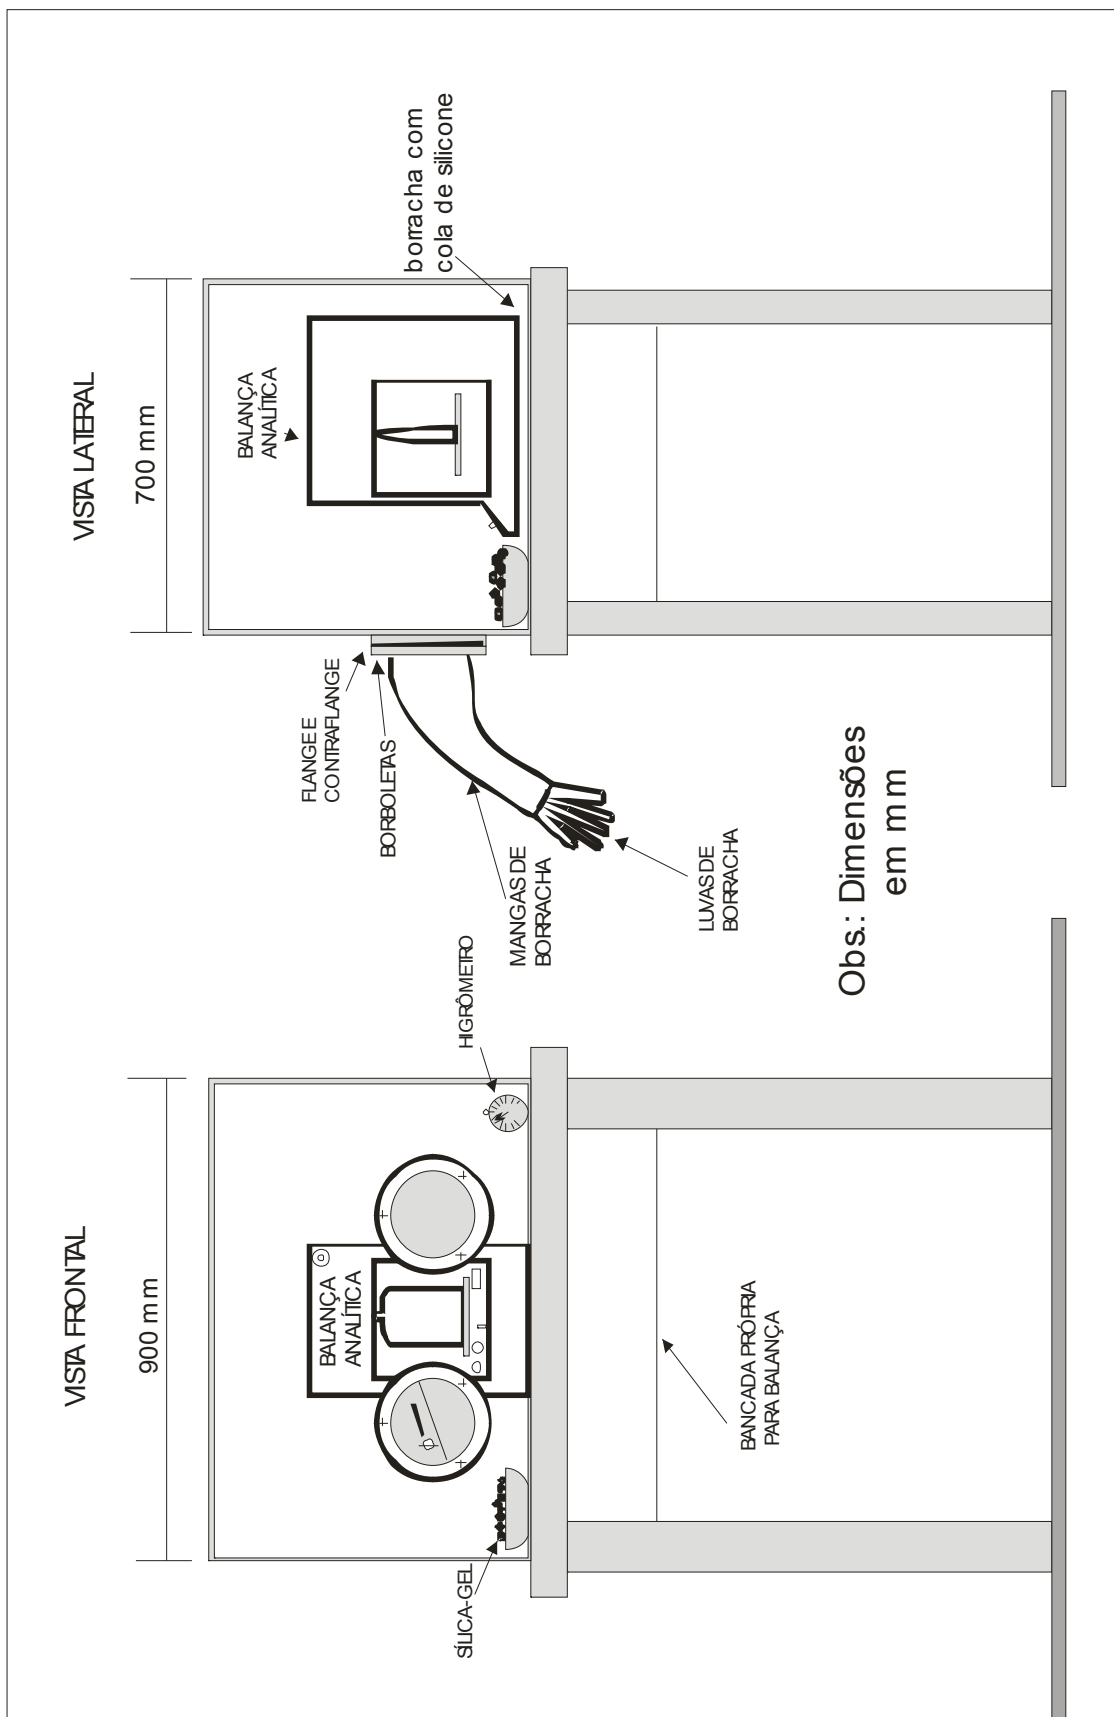 VISTA FRONTAL
900 mm
BALANÇA
ANALÍTICA
SÍLICA-GEL
HIGRÔMETRO
BANCADA PRÓPRIA
PARA BALANÇA
VISTA LATERAL
700 mm
BALANÇA
ANALÍTICA
borracha com
cola de silicone
FLANGE E
CONTRAFLANGE
BORBOLETAS
MANGAS DE
BORRACHA
LUVAS DE
BORRACHA
Obs.: Dimensões
em mm